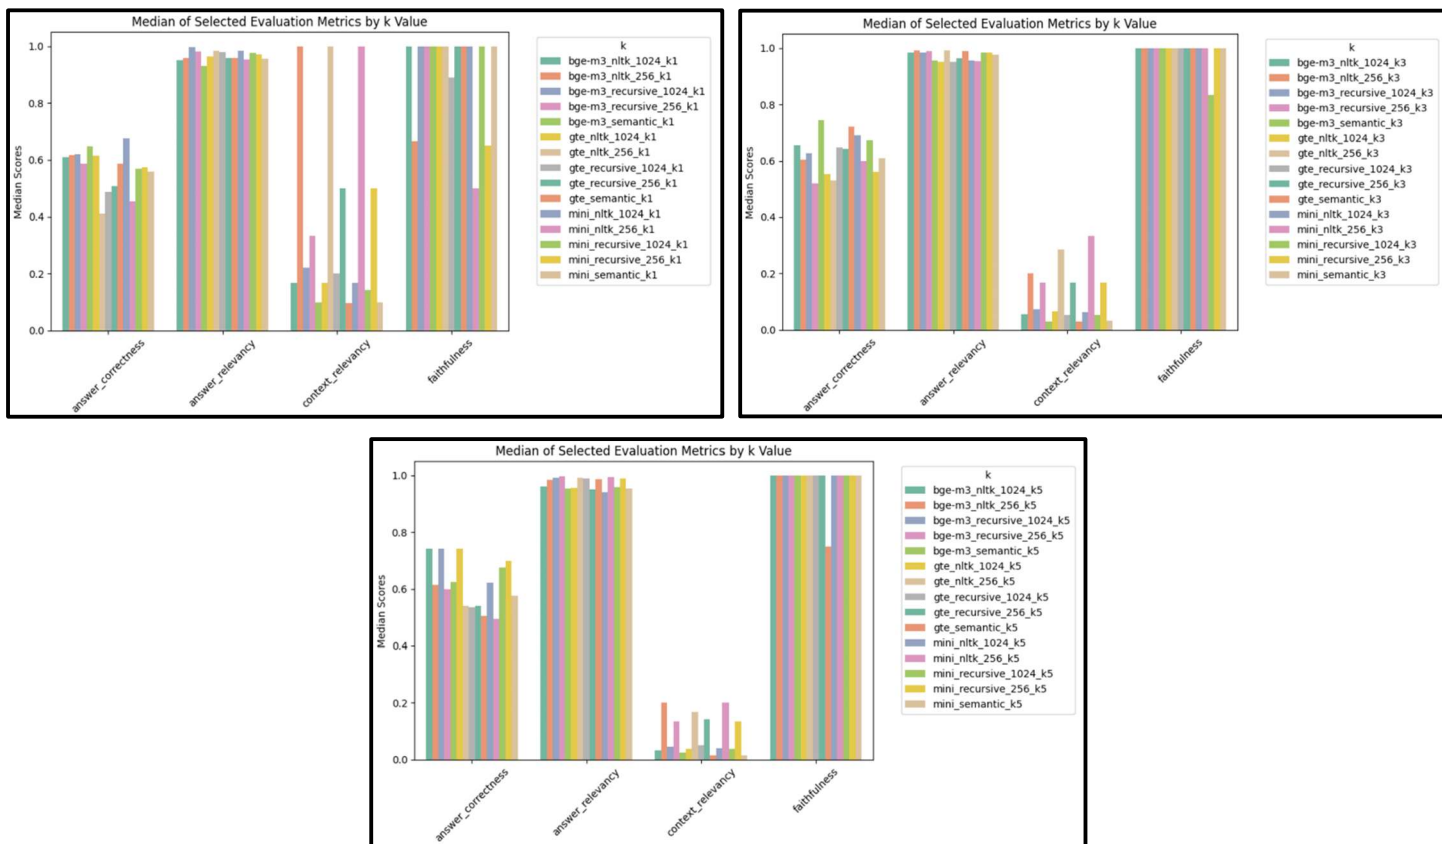 Median of Selected Evaluation Metrics by k Value
Median Scores
1.0
0.8
0.6
0.4
0.2
0.0
answer_correctness
answer_relevancy
context_relevancy
faithfulness
k
bge-m3_nltk_1024_k1
bge-m3_nltk_256_k1
bge-m3_recursive_1024_k1
bge-m3_recursive_256_k1
bge-m3_semantic_k1
gte_nltk_1024_k1
gte_nltk_256_k1
gte_recursive_1024_k1
gte_recursive_256_k1
gte_semantic_k1
mini_nltk_1024_k1
mini_nltk_256_k1
mini_recursive_1024_k1
mini_recursive_256_k1
mini_semantic_k1
Median of Selected Evaluation Metrics by k Value
Median Scores
1.0
0.8
0.6
0.4
0.2
0.0
answer_correctness
answer_relevancy
context_relevancy
faithfulness
k
bge-m3_nltk_1024_k3
bge-m3_nltk_256_k3
bge-m3_recursive_1024_k3
bge-m3_recursive_256_k3
bge-m3_semantic_k3
gte_nltk_1024_k3
gte_nltk_256_k3
gte_recursive_1024_k3
gte_recursive_256_k3
gte_semantic_k3
mini_nltk_1024_k3
mini_nltk_256_k3
mini_recursive_1024_k3
mini_recursive_256_k3
mini_semantic_k3
Median of Selected Evaluation Metrics by k Value
Median Scores
1.0
0.8
0.6
0.4
0.2
0.0
answer_correctness
answer_relevancy
context_relevancy
faithfulness
k
bge-m3_nltk_1024_k5
bge-m3_nltk_256_k5
bge-m3_recursive_1024_k5
bge-m3_recursive_256_k5
bge-m3_semantic_k5
gte_nltk_1024_k5
gte_nltk_256_k5
gte_recursive_1024_k5
gte_recursive_256_k5
gte_semantic_k5
mini_nltk_1024_k5
mini_nltk_256_k5
mini_recursive_1024_k5
mini_recursive_256_k5
mini_semantic_k5